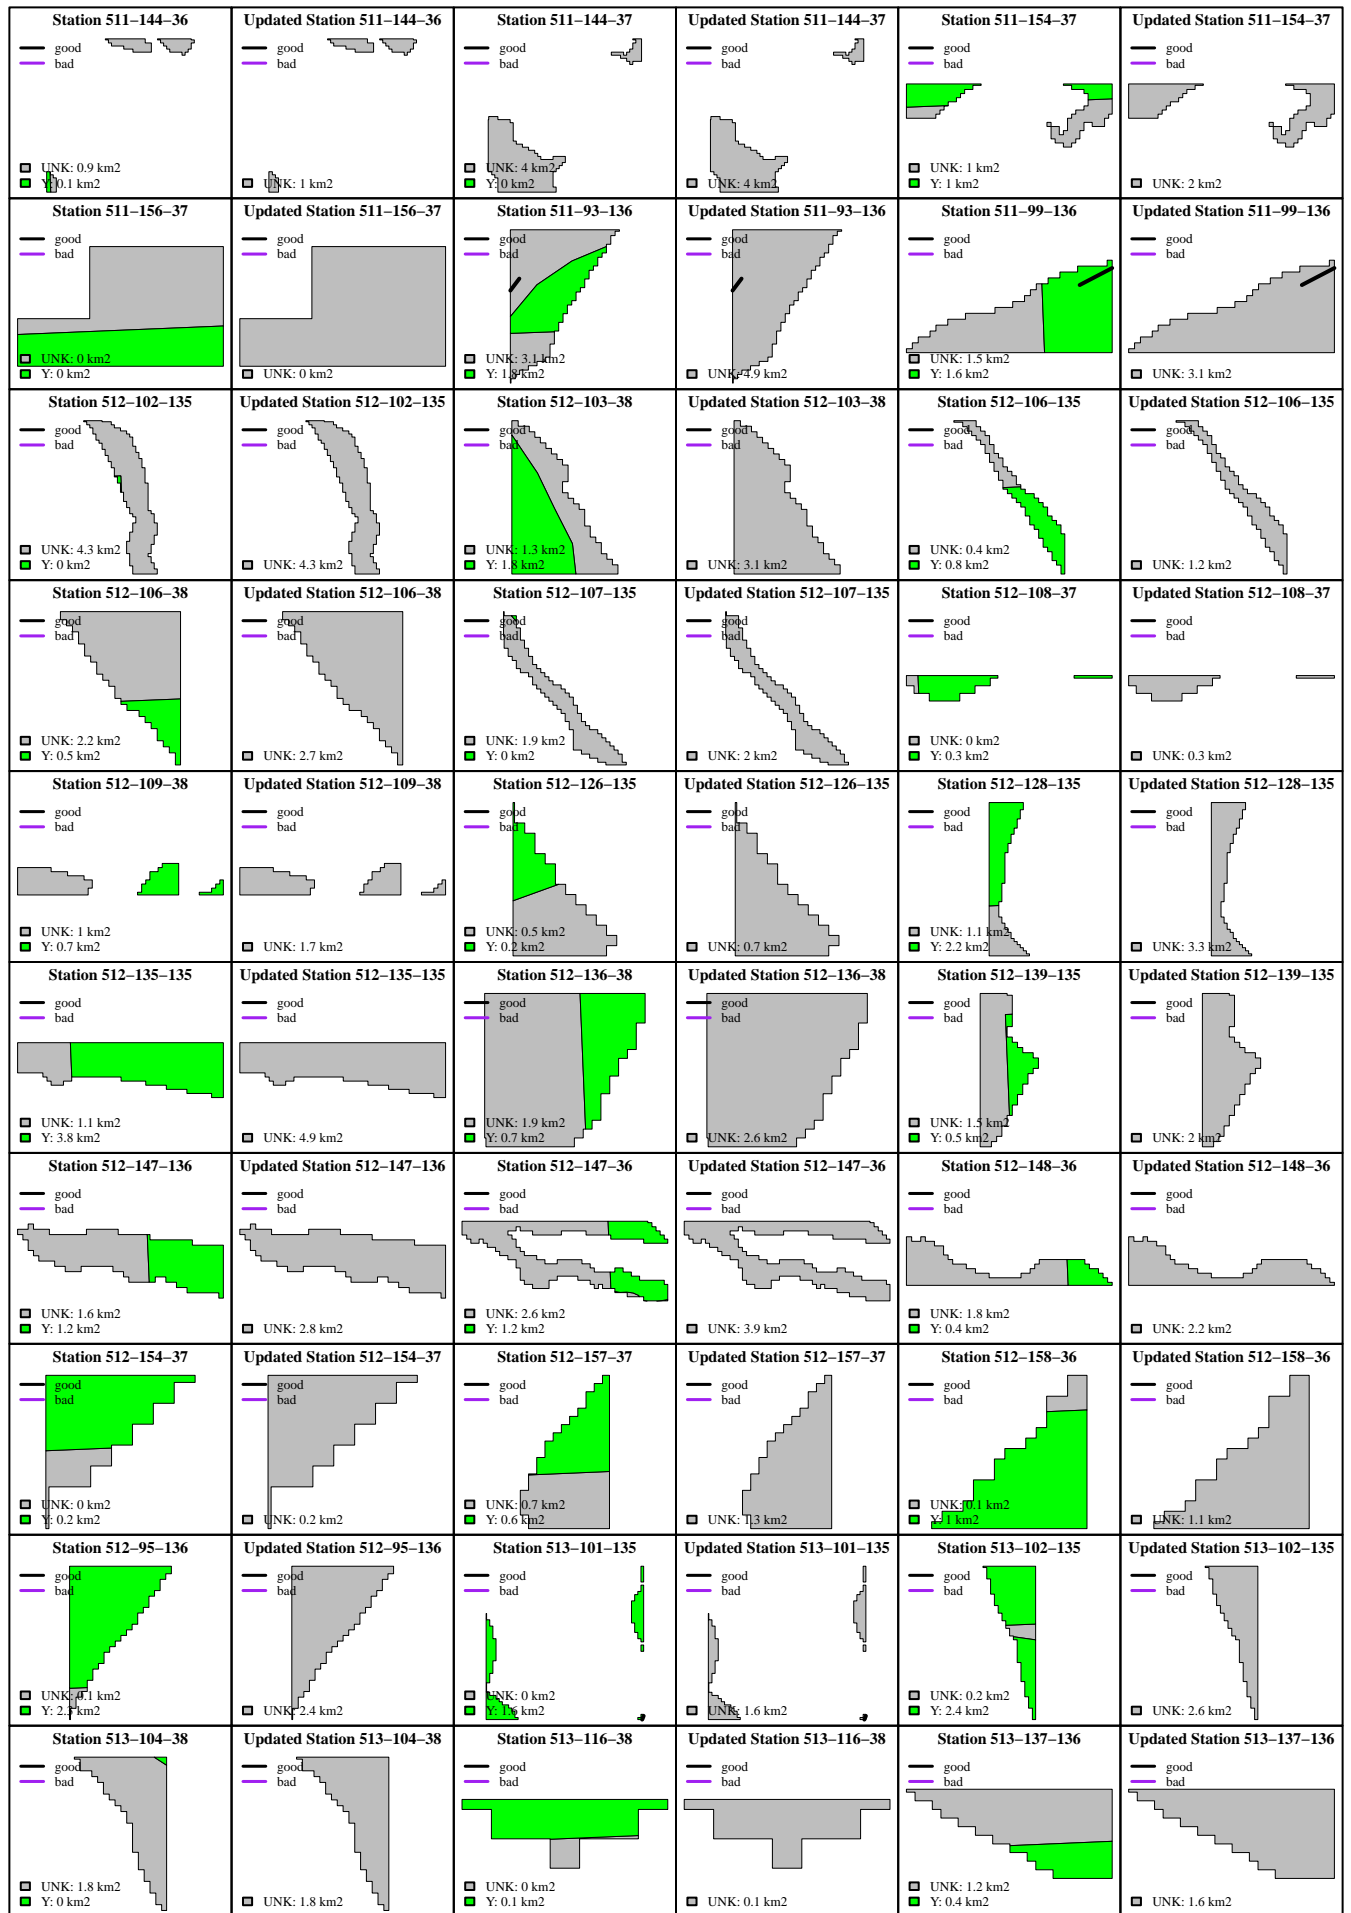 Station 511−144−36
good
bad
UNK: 0.9 km2
Y: 0.1 km2
Updated Station 511−144−36
good
bad
UNK: 1 km2
Station 511−144−37
good
bad
UNK: 4 km2
Y: 0 km2
Updated Station 511−144−37
good
bad
UNK: 4 km2
Station 511−154−37
good
bad
UNK: 1 km2
Y: 1 km2
Updated Station 511−154−37
good
bad
UNK: 2 km2
Station 511−156−37
good
bad
UNK: 0 km2
Y: 0 km2
Updated Station 511−156−37
good
bad
UNK: 0 km2
Station 511−93−136
good
bad
UNK: 3.1 km2
Y: 1.8 km2
Updated Station 511−93−136
good
bad
UNK: 4.9 km2
Station 511−99−136
good
bad
UNK: 1.5 km2
Y: 1.6 km2
Updated Station 511−99−136
good
bad
UNK: 3.1 km2
Station 512−102−135
good
bad
UNK: 4.3 km2
Y: 0 km2
Updated Station 512−102−135
good
bad
UNK: 4.3 km2
Station 512−103−38
good
bad
UNK: 1.3 km2
Y: 1.8 km2
Updated Station 512−103−38
good
bad
UNK: 3.1 km2
Station 512−106−135
good
bad
UNK: 0.4 km2
Y: 0.8 km2
Updated Station 512−106−135
good
bad
UNK: 1.2 km2
Station 512−106−38
good
bad
UNK: 2.2 km2
Y: 0.5 km2
Updated Station 512−106−38
good
bad
UNK: 2.7 km2
Station 512−107−135
good
bad
UNK: 1.9 km2
Y: 0 km2
Updated Station 512−107−135
good
bad
UNK: 2 km2
Station 512−108−37
good
bad
UNK: 0 km2
Y: 0.3 km2
Updated Station 512−108−37
good
bad
UNK: 0.3 km2
Station 512−109−38
good
bad
UNK: 1 km2
Y: 0.7 km2
Updated Station 512−109−38
good
bad
UNK: 1.7 km2
Station 512−126−135
good
bad
UNK: 0.5 km2
Y: 0.2 km2
Updated Station 512−126−135
good
bad
UNK: 0.7 km2
Station 512−128−135
good
bad
UNK: 1.1 km2
Y: 2.2 km2
Updated Station 512−128−135
good
bad
UNK: 3.3 km2
Station 512−135−135
good
bad
UNK: 1.1 km2
Y: 3.8 km2
Updated Station 512−135−135
good
bad
UNK: 4.9 km2
Station 512−136−38
good
bad
UNK: 1.9 km2
Y: 0.7 km2
Updated Station 512−136−38
good
bad
UNK: 2.6 km2
Station 512−139−135
good
bad
UNK: 1.5 km2
Y: 0.5 km2
Updated Station 512−139−135
good
bad
UNK: 2 km2
Station 512−147−136
good
bad
UNK: 1.6 km2
Y: 1.2 km2
Updated Station 512−147−136
good
bad
UNK: 2.8 km2
Station 512−147−36
good
bad
UNK: 2.6 km2
Y: 1.2 km2
Updated Station 512−147−36
good
bad
UNK: 3.9 km2
Station 512−148−36
good
bad
UNK: 1.8 km2
Y: 0.4 km2
Updated Station 512−148−36
good
bad
UNK: 2.2 km2
Station 512−154−37
good
bad
UNK: 0 km2
Y: 0.2 km2
Updated Station 512−154−37
good
bad
UNK: 0.2 km2
Station 512−157−37
good
bad
UNK: 0.7 km2
Y: 0.6 km2
Updated Station 512−157−37
good
bad
UNK: 1.3 km2
Station 512−158−36
good
bad
UNK: 0.1 km2
Y: 1 km2
Updated Station 512−158−36
good
bad
UNK: 1.1 km2
Station 512−95−136
good
bad
UNK: 0.1 km2
Y: 2.3 km2
Updated Station 512−95−136
good
bad
UNK: 2.4 km2
Station 513−101−135
good
bad
UNK: 0 km2
Y: 1.6 km2
Updated Station 513−101−135
good
bad
UNK: 1.6 km2
Station 513−102−135
good
bad
UNK: 0.2 km2
Y: 2.4 km2
Updated Station 513−102−135
good
bad
UNK: 2.6 km2
Station 513−104−38
good
bad
UNK: 1.8 km2
Y: 0 km2
Updated Station 513−104−38
good
bad
UNK: 1.8 km2
Station 513−116−38
good
bad
UNK: 0 km2
Y: 0.1 km2
Updated Station 513−116−38
good
bad
UNK: 0.1 km2
Station 513−137−136
good
bad
UNK: 1.2 km2
Y: 0.4 km2
Updated Station 513−137−136
good
bad
UNK: 1.6 km2